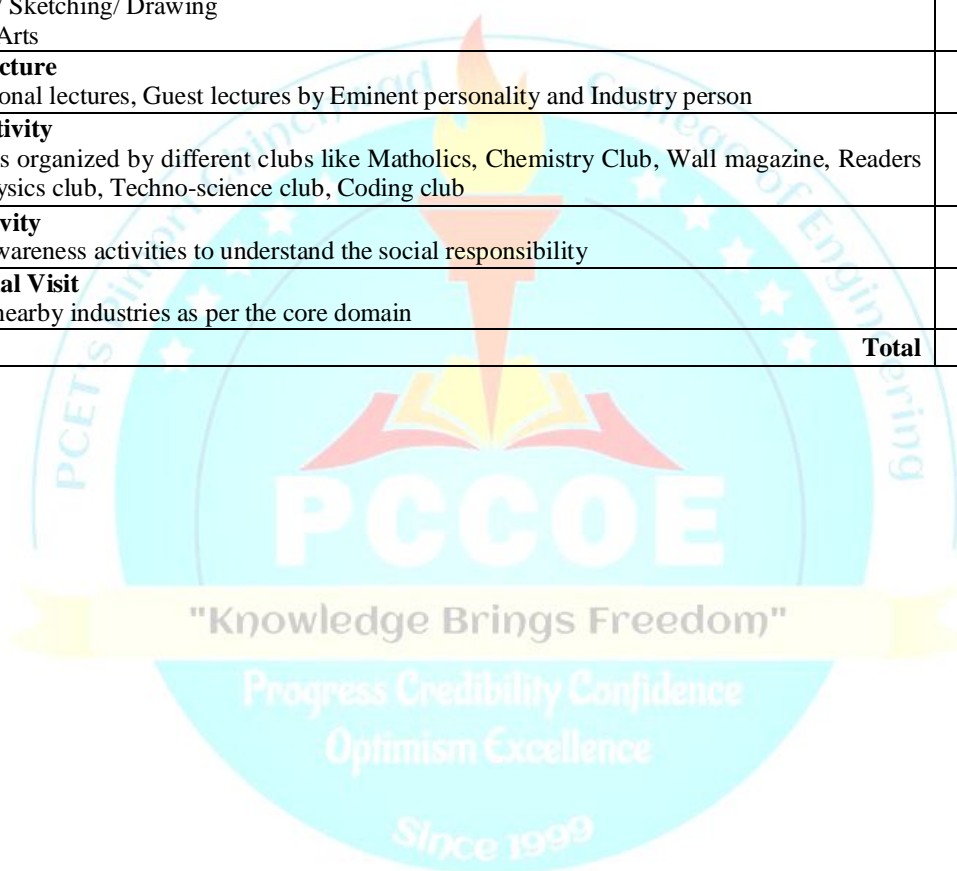 / Sketching/ Drawing
Arts
cture
onal lectures, Guest lectures by Eminent personality and Industry person
tivity
s organized by different clubs like Matholics, Chemistry Club, Wall magazine, Readers
ysics club, Techno-science club, Coding club
vity
wareness activities to understand the social responsibility
al Visit
nearby industries as per the core domain
Total
PCET's Pimpri Chinchwad College of Engineering
PCCOE
"Knowledge Brings Freedom"
Progress Credibility Confidence
Optimism Excellence
Since 1999